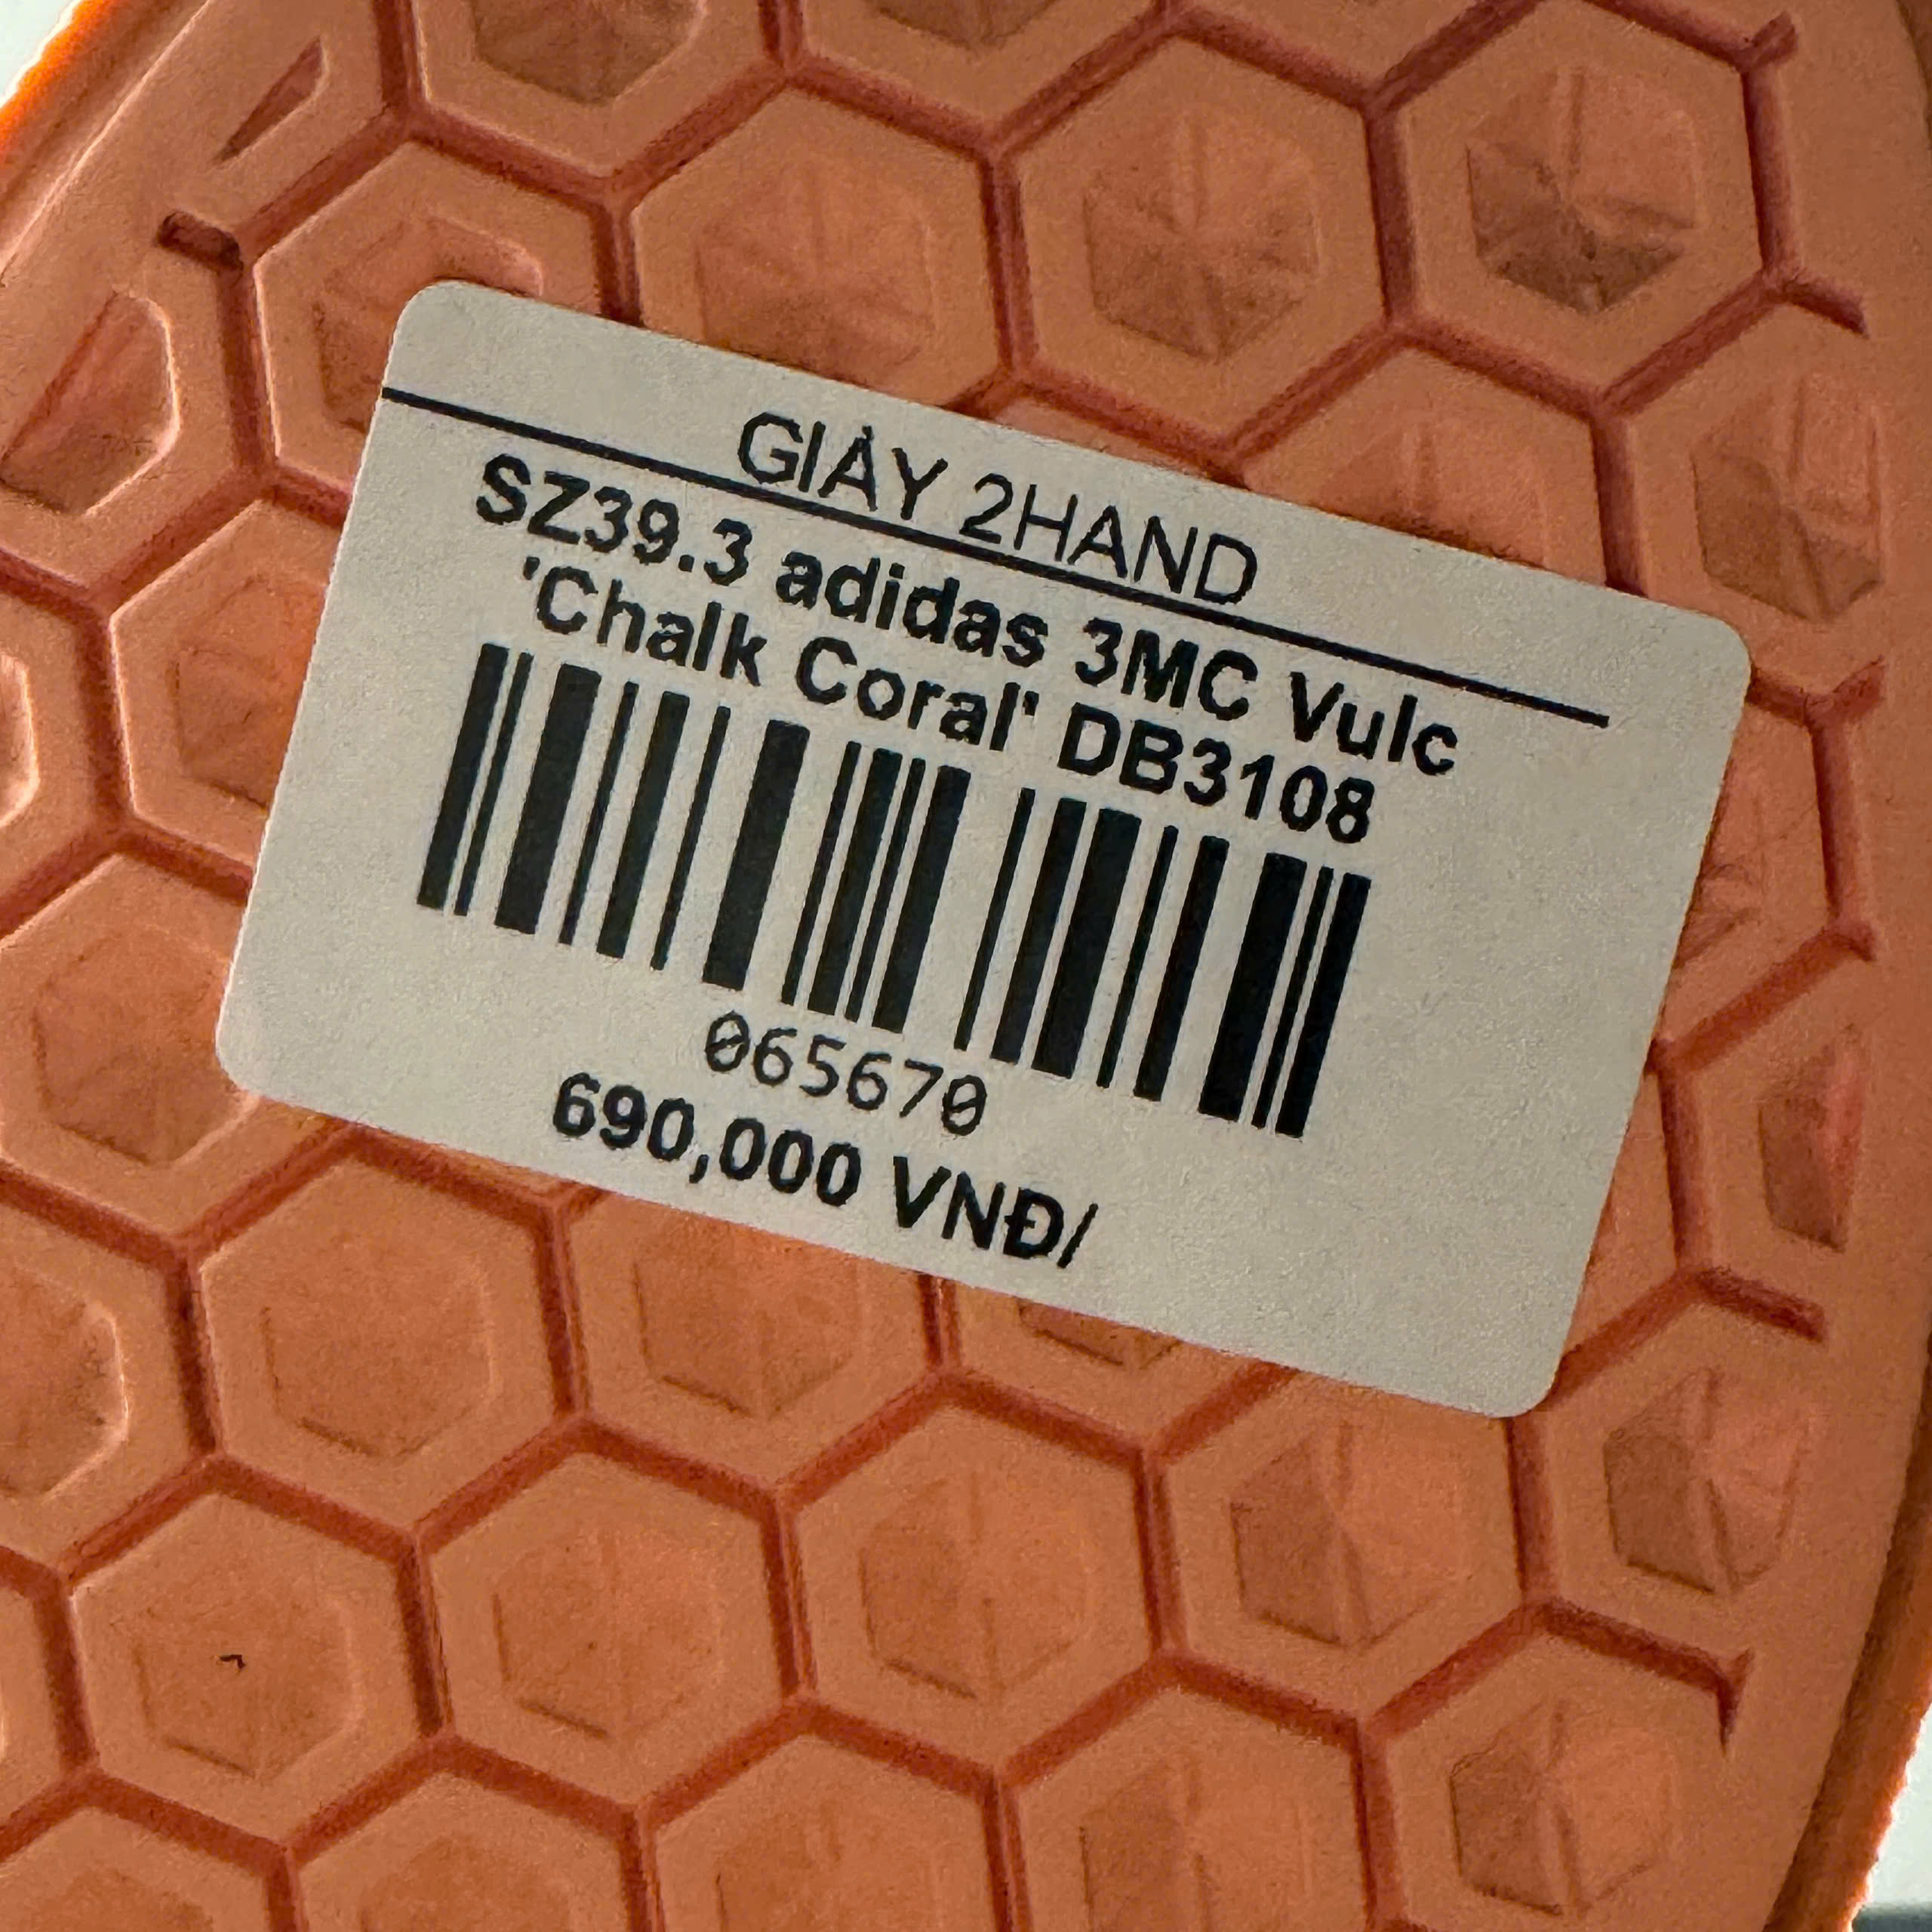 GIÀY 2HAND
SZ39.3 adidas 3MC Vulc
'Chalk Coral' DB3108
065670
690,000 VNĐ/